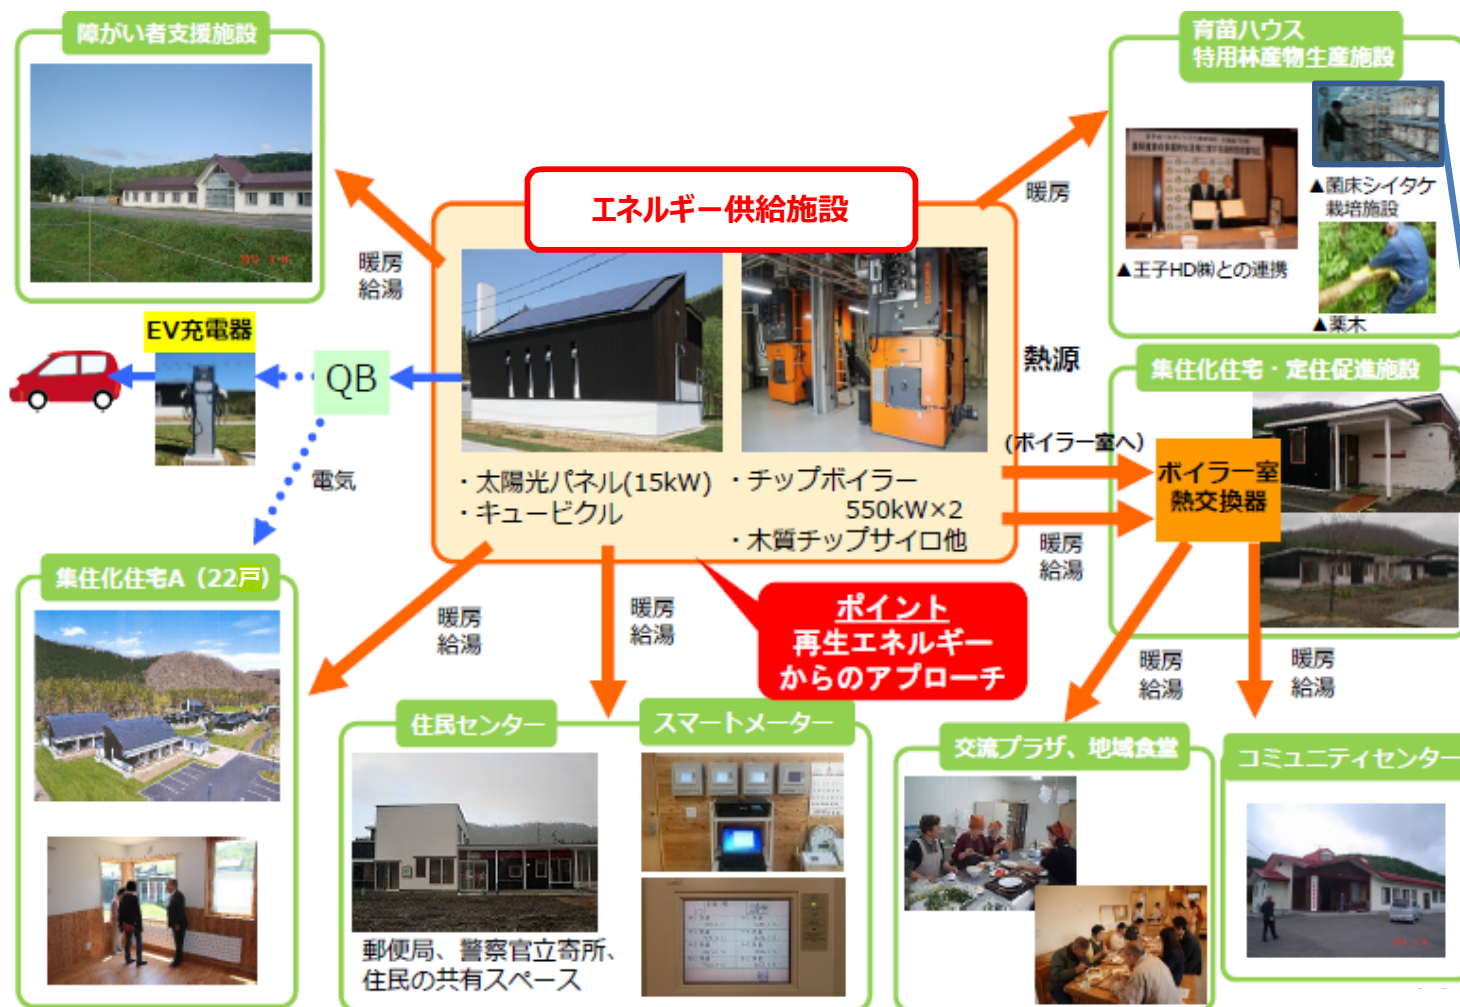 障がい者支援施設
育苗ハウス
特用林産物生産施設
▲菌床シイタケ
栽培施設
▲王子HD㈱との連携
▲薬木
暖房
エネルギー供給施設
暖房
給湯
EV充電器
QB
電気
熱源
・太陽光パネル(15kW)
・キュービクル
・チップボイラー
550kW×2
・木質チップサイロ他
(ボイラー室へ)
暖房
給湯
集住化住宅・定住促進施設
ボイラー室
熱交換器
集住化住宅A（22戸）
暖房
給湯
暖房
給湯
ポイント
再生エネルギー
からのアプローチ
暖房
給湯
暖房
給湯
住民センター
スマートメーター
郵便局、警察官立寄所、
住民の共有スペース
交流プラザ、地域食堂
コミュニティセンター